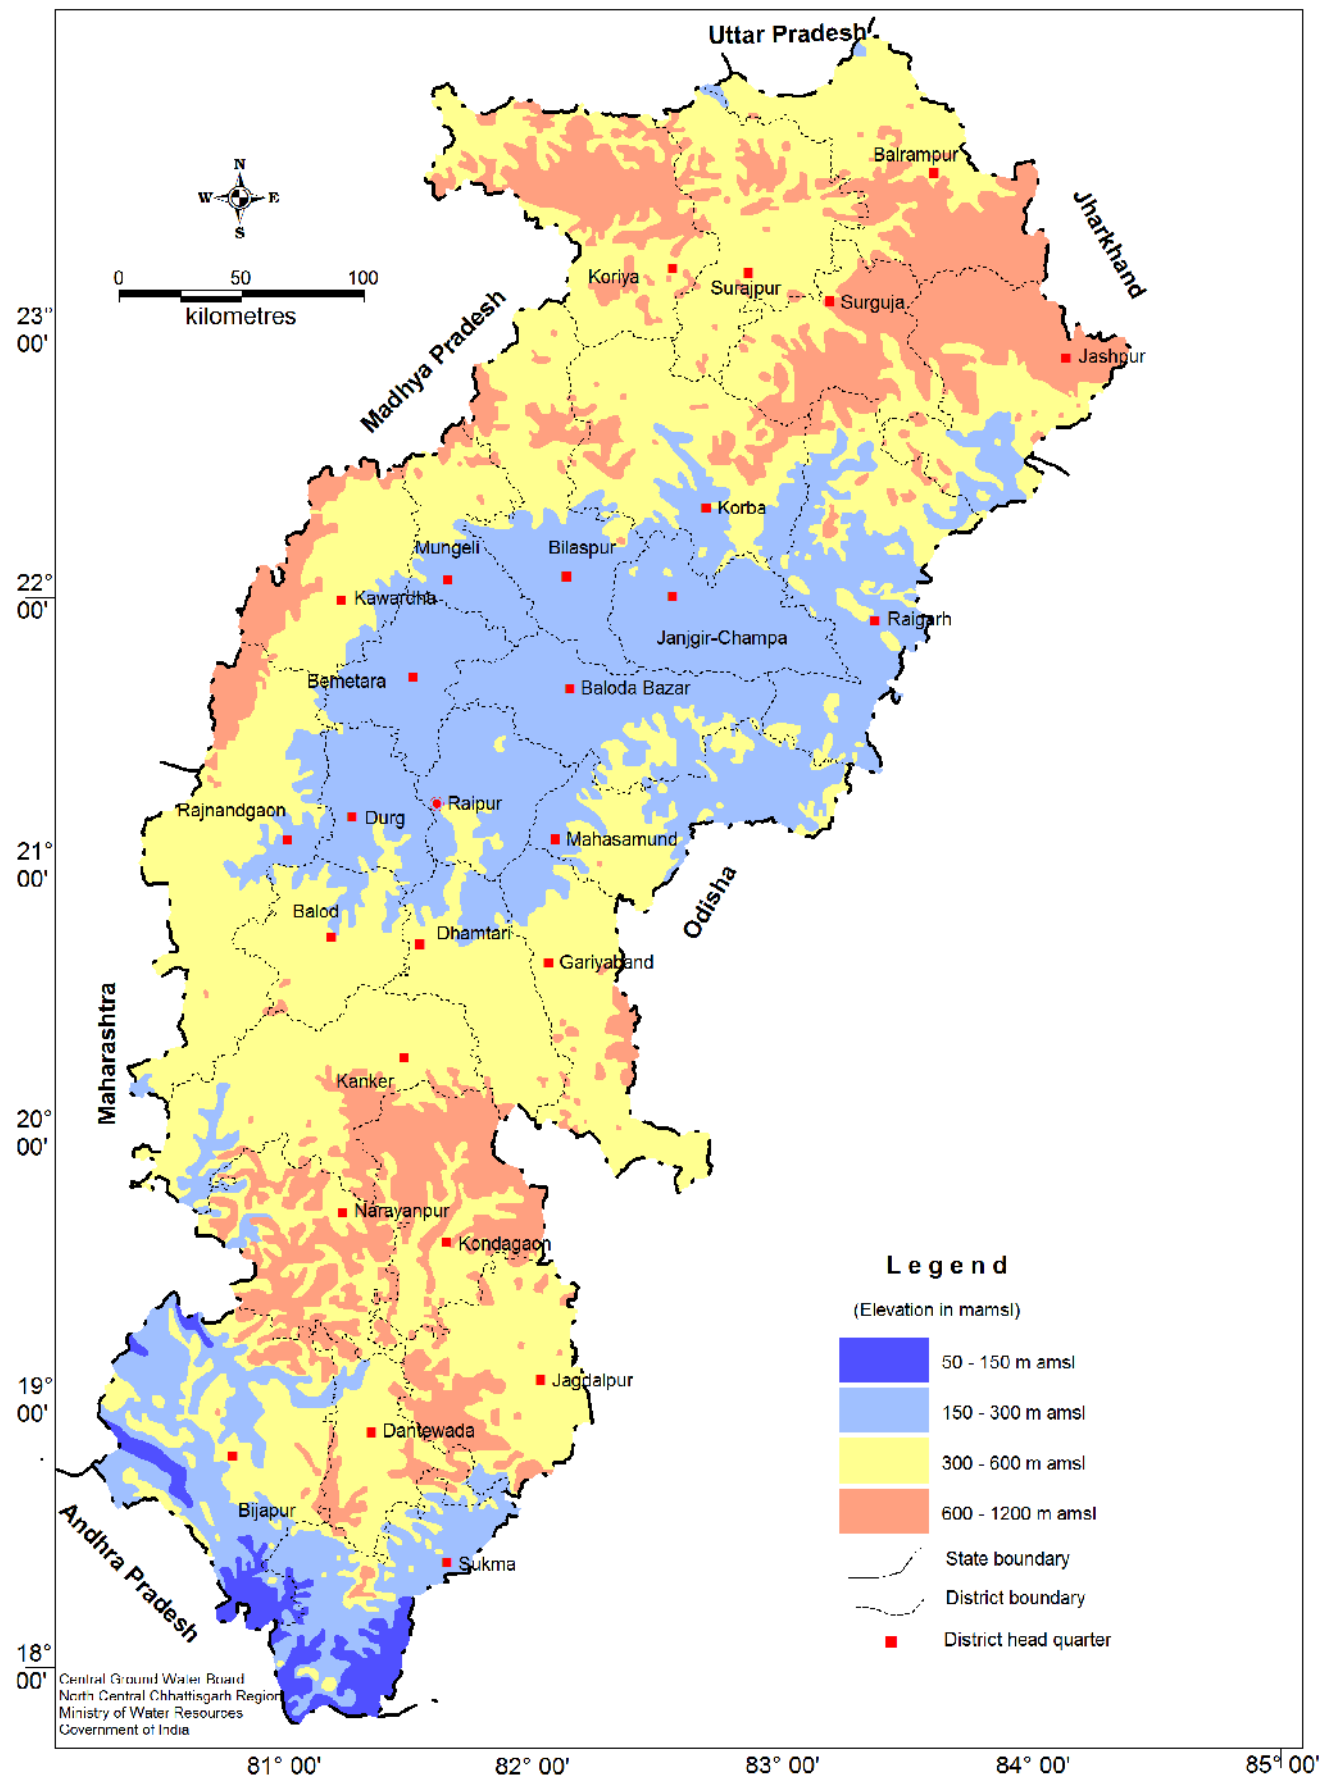 Uttar Pradesh
Balrampur
N
W E
S
Jharkhand
0 50 100
kilometres
Koriya
Surajpur
Surguja
23°
00'
Madhya Pradesh
Jashpur
Korba
Mungeli
Bilaspur
22°
00'
Kawardha
Raigarh
Janjgir-Champa
Bemetara
Baloda Bazar
Rajnandgaon
Durg
Raipur
Mahasamund
21°
00'
Odisha
Balod
Dhamtari
Gariyaband
Maharashtra
Kanker
20°
00'
Narayanpur
Kondagaon
Legend
(Elevation in mamsl)
50 - 150 m amsl
150 - 300 m amsl
300 - 600 m amsl
600 - 1200 m amsl
State boundary
District boundary
District head quarter
19°
00'
Jagdalpur
Dantewada
Bijapur
Andhra Pradesh
Sukma
18°
00'
Central Ground Water Board
North Central Chhattisgarh Region
Ministry of Water Resources
Government of India
81° 00' 82° 00' 83° 00' 84° 00' 85° 00'